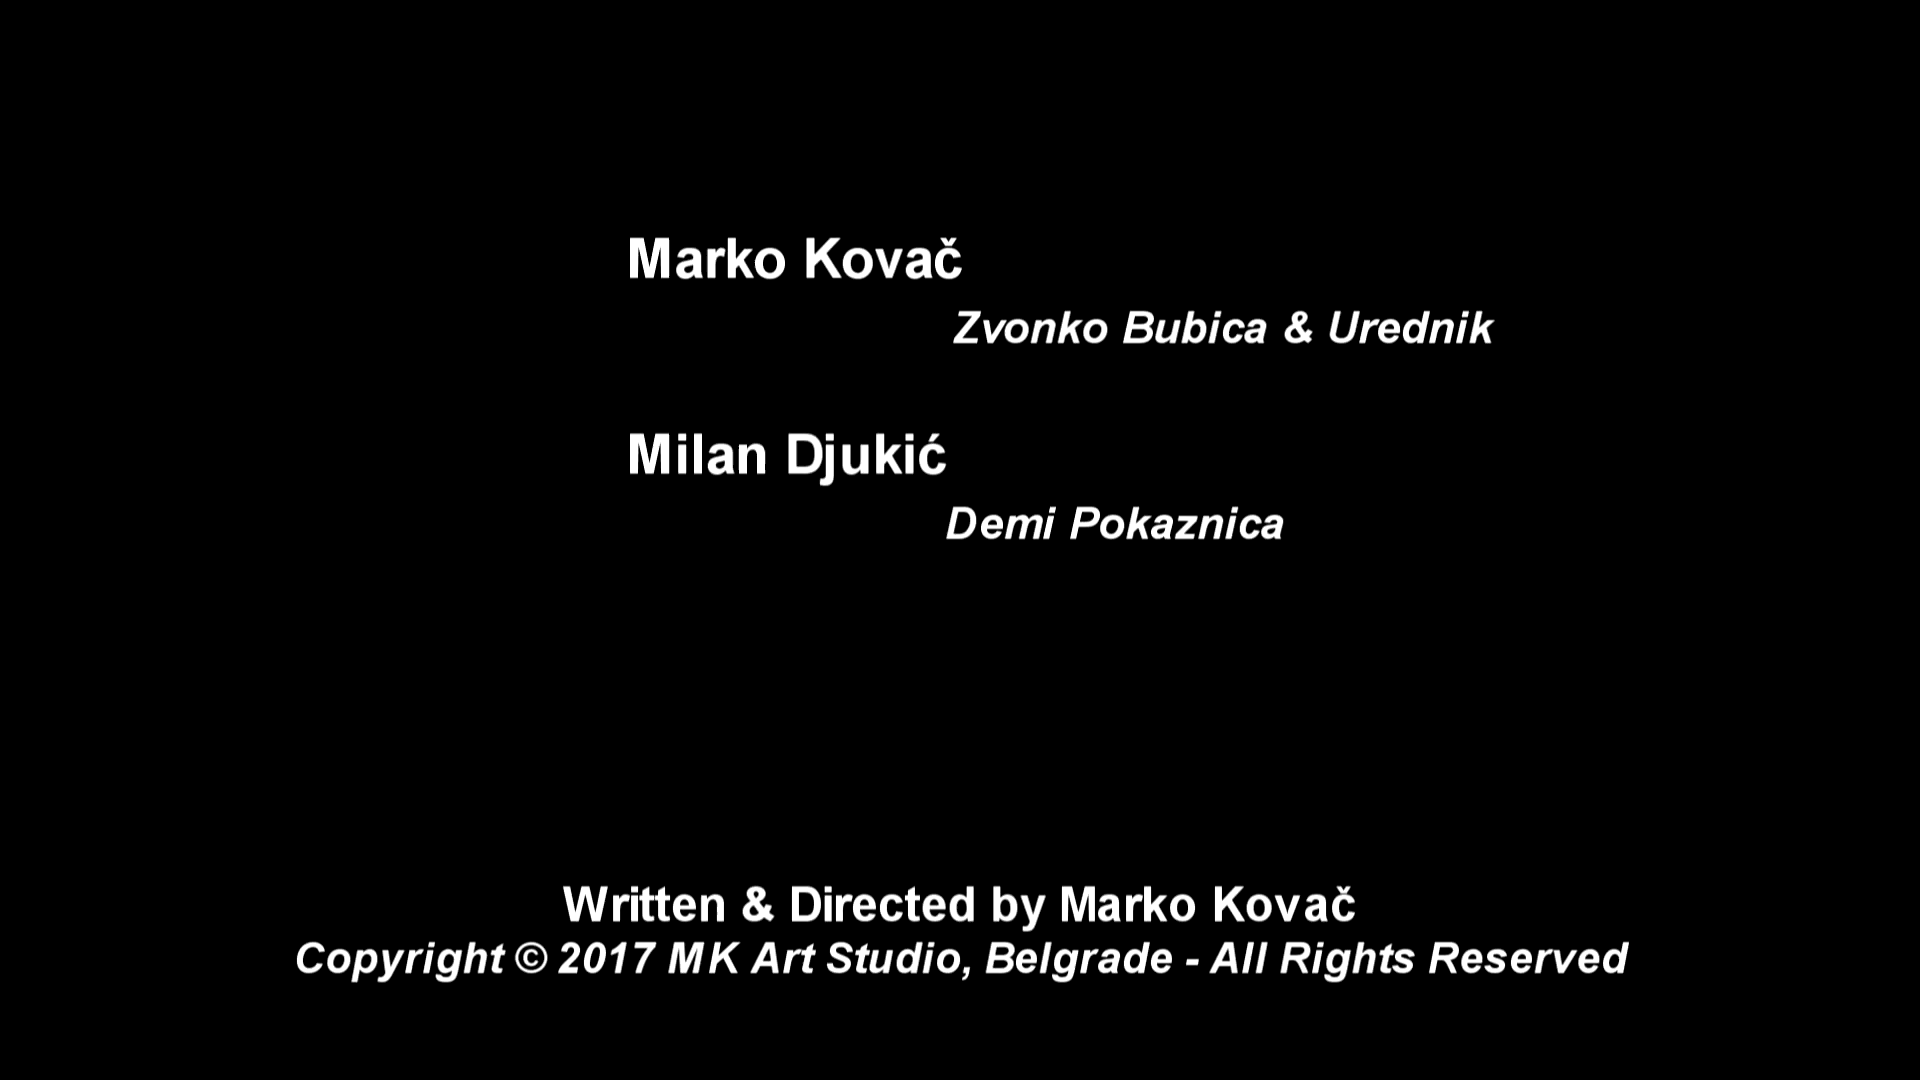 Marko Kovač
Zvonko Bubica & Urednik
Milan Djukić
Demi Pokaznica
Written & Directed by Marko Kovač
Copyright © 2017 MK Art Studio, Belgrade - All Rights Reserved